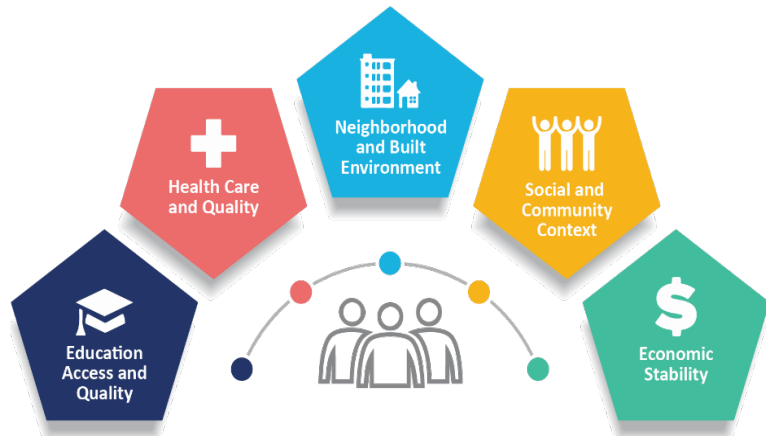 Neighborhood
and Built
Environment
Health Care
and Quality
Social and
Community
Context
Education
Access and
Quality
$
Economic
Stability